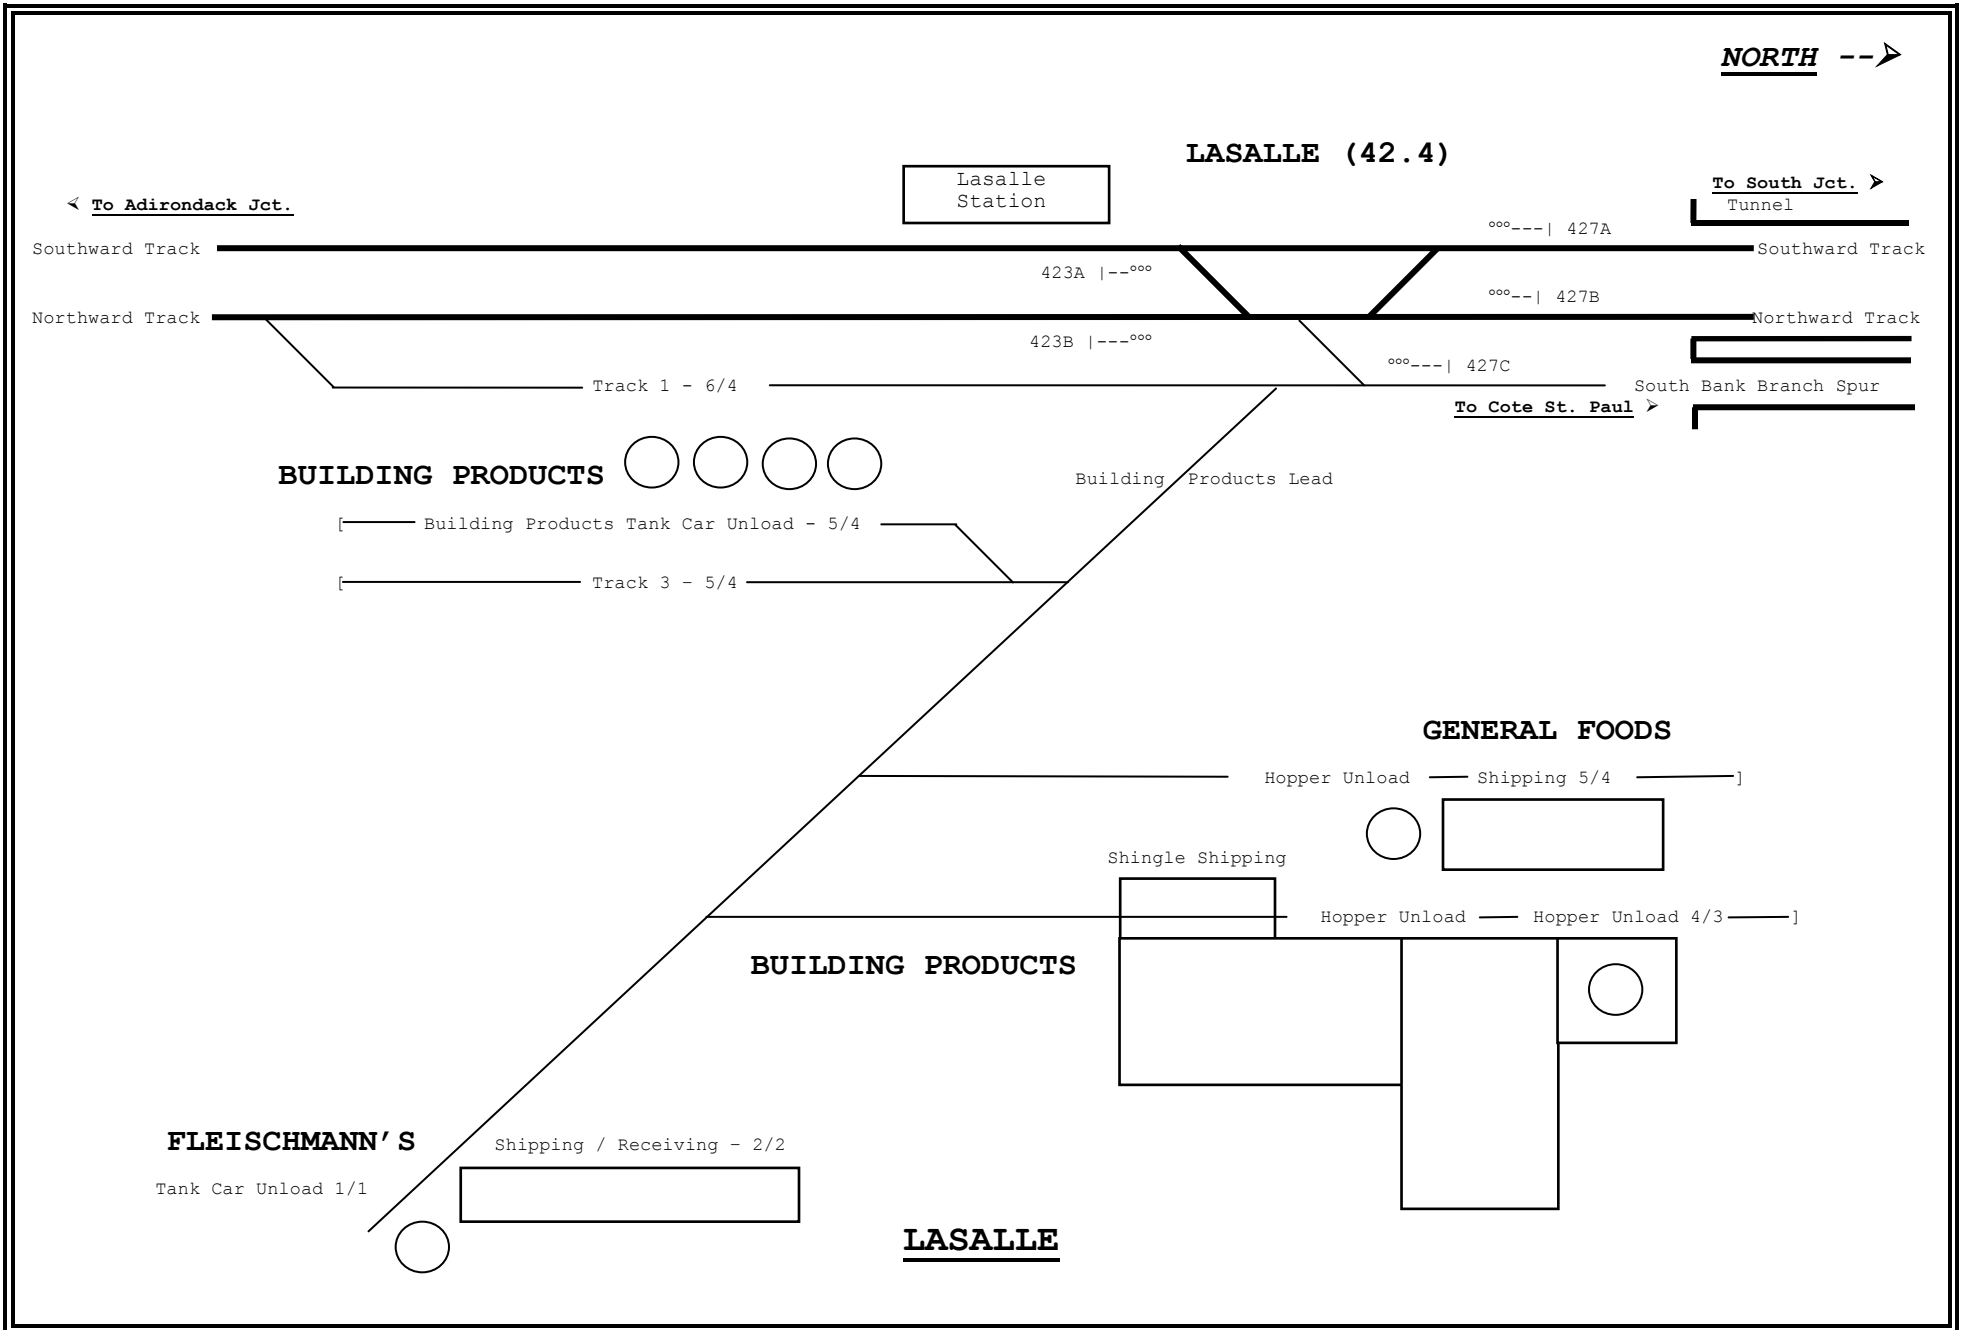 NORTH -->
LASALLE (42.4)
Lasalle
Station
To South Jct.
Tunnel
To Adirondack Jct.
°°°---| 427A
Southward Track
Southward Track
423A |--°°°
°°°--| 427B
Northward Track
Northward Track
423B |---°°°
°°°---| 427C
Track 1 - 6/4
South Bank Branch Spur
To Cote St. Paul
BUILDING PRODUCTS
Building Products Lead
[ Building Products Tank Car Unload - 5/4
[ Track 3 – 5/4
GENERAL FOODS
Hopper Unload Shipping 5/4 ]
Shingle Shipping
Hopper Unload Hopper Unload 4/3 ]
BUILDING PRODUCTS
FLEISCHMANN’S
Shipping / Receiving – 2/2
Tank Car Unload 1/1
LASALLE